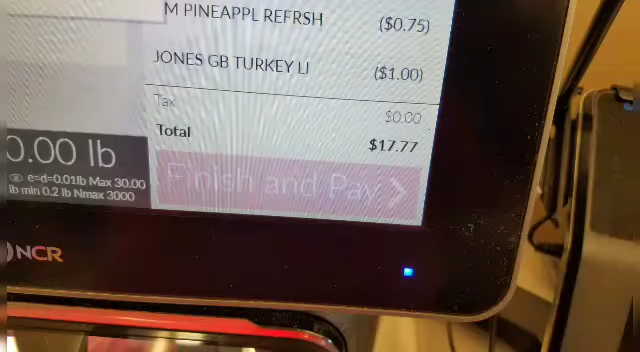 M PINEAPPL REFRSH ($0.75)
JONES GB TURKEY LI ($1.00)
Tax $0.00
Total $17.77
Finish and Pay >
0.00 lb
e=d=0.01lb Max 30.00
lb min 0.2 lb Nmax 3000
NCR